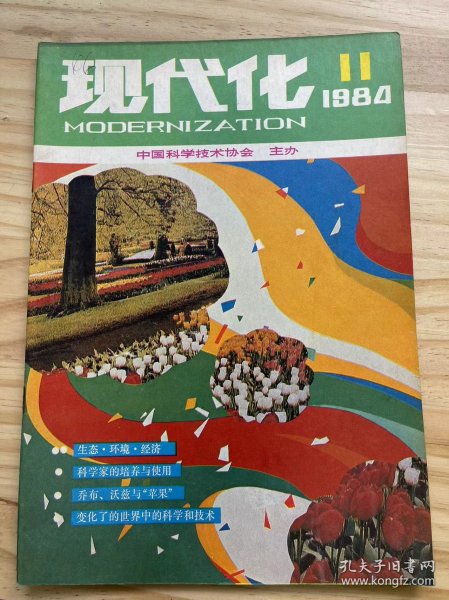 现代化
11
1984
MODERNIZATION
中国科学技术协会 主办
生态·环境·经济
科学家的培养与使用
乔布、沃兹与“苹果”
变化了的世界中的科学和技术
孔夫子旧书网
www.kongfz.com